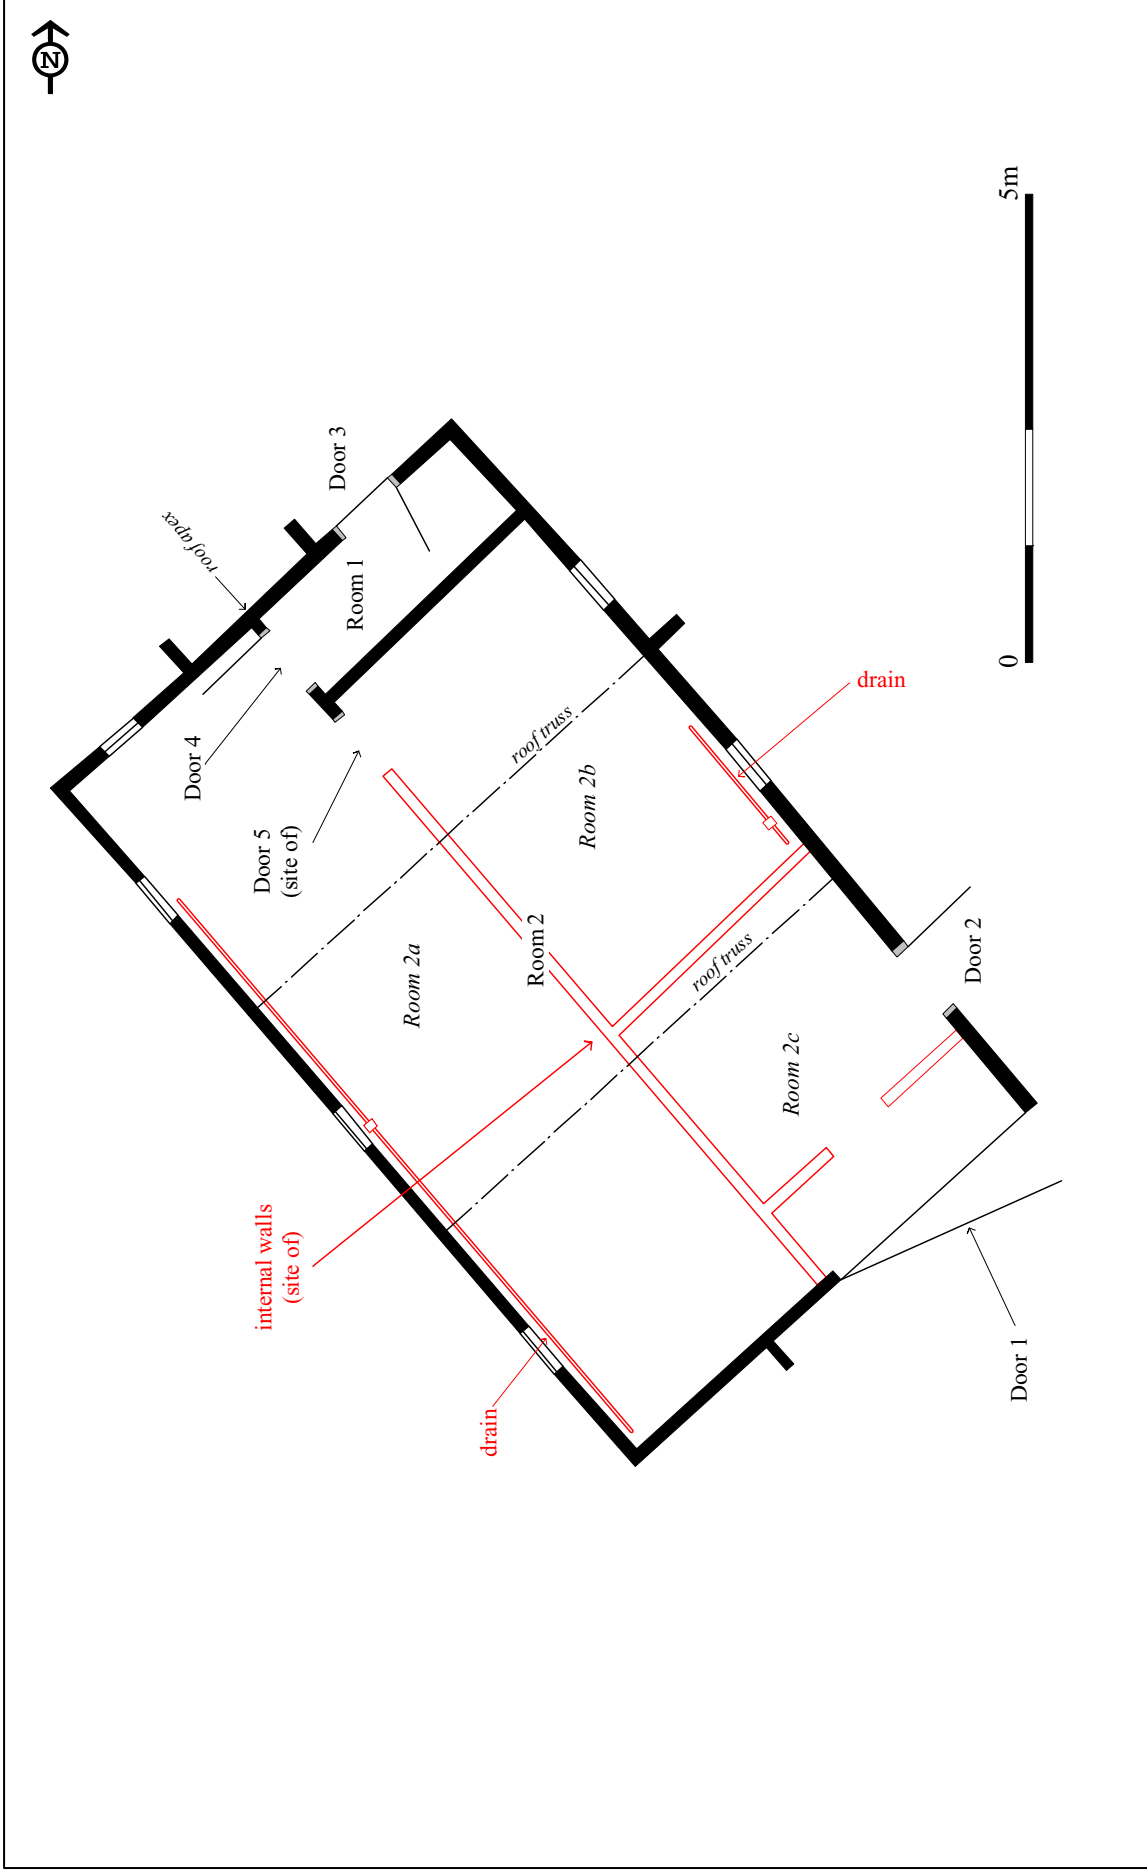 N
5m
0
Door 3
roof apex
Room 1
Door 4
Door 5
(site of)
roof truss
Room 2b
drain
Room 2
Room 2a
roof truss
Door 2
Room 2c
internal walls
(site of)
drain
Door 1